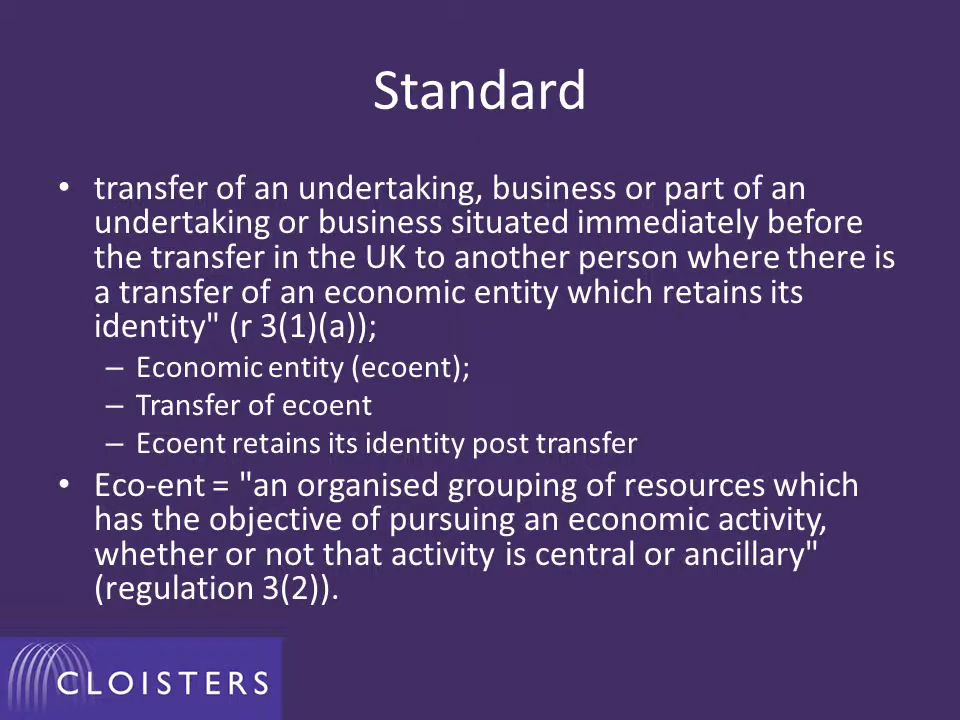 Standard
• transfer of an undertaking, business or part of an
undertaking or business situated immediately before
the transfer in the UK to another person where there is
a transfer of an economic entity which retains its
identity" (r 3(1)(a));
– Economic entity (ecoent);
– Transfer of ecoent
– Ecoent retains its identity post transfer
• Eco-ent = "an organised grouping of resources which
has the objective of pursuing an economic activity,
whether or not that activity is central or ancillary"
(regulation 3(2)).
CLOISTERS